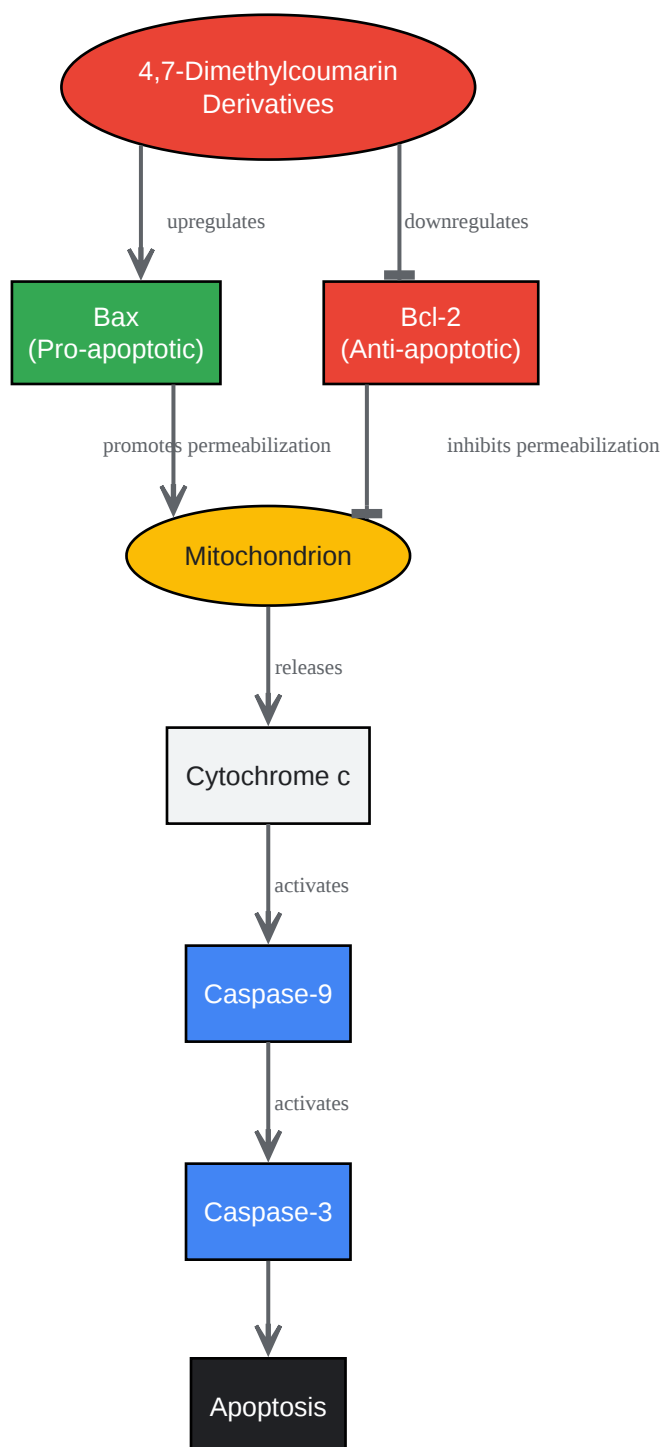 4,7-Dimethylcoumarin
Derivatives
upregulates
downregulates
Bax
(Pro-apoptotic)
Bcl-2
(Anti-apoptotic)
promotes permeabilization
inhibits permeabilization
Mitochondrion
releases
Cytochrome c
activates
Caspase-9
activates
Caspase-3
Apoptosis